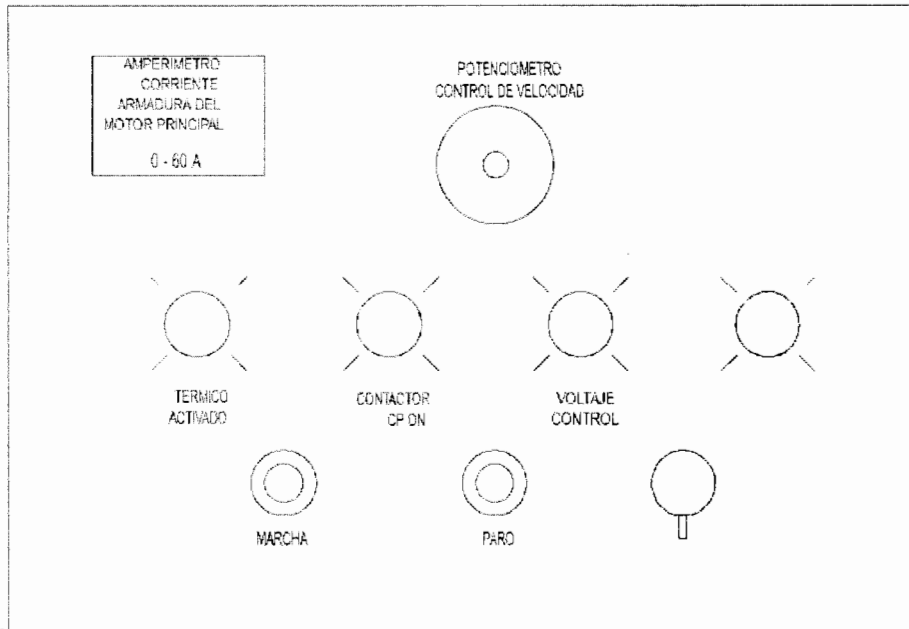 AMPERIMETRO
CORRIENTE
ARMADURA DEL
MOTOR PRINCIPAL
0 - 60 A
POTENCIOMETRO
CONTROL DE VELOCIDAD
TERMICO
ACTIVADO
CONTACTOR
CP ON
VOLTAJE
CONTROL
MARCHA
PARO